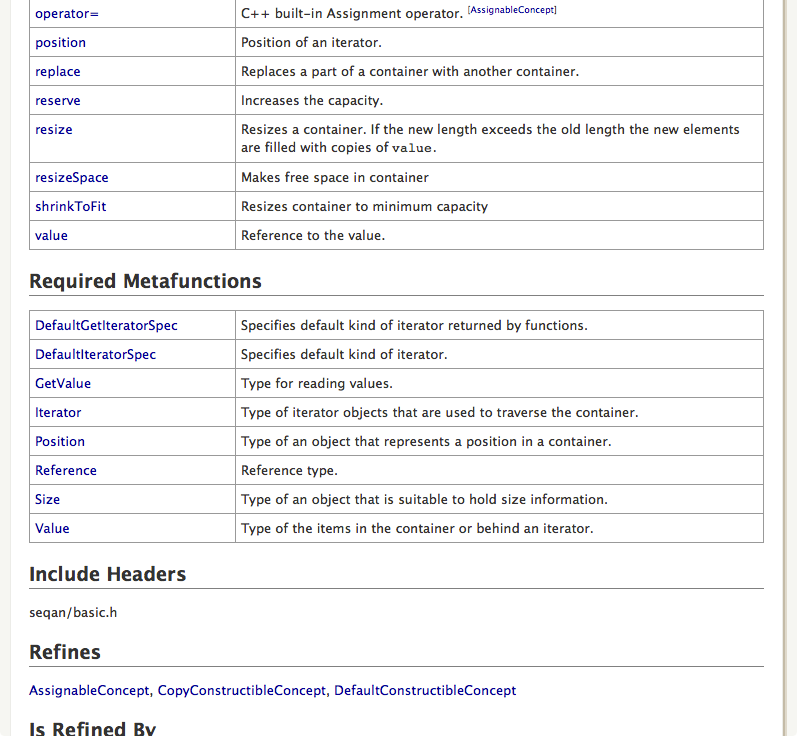 operator= C++ built-in Assignment operator. [AssignableConcept]
position Position of an iterator.
replace Replaces a part of a container with another container.
reserve Increases the capacity.
resize Resizes a container. If the new length exceeds the old length the new elements
are filled with copies of value.
resizeSpace Makes free space in container
shrinkToFit Resizes container to minimum capacity
value Reference to the value.
Required Metafunctions
DefaultGetIteratorSpec Specifies default kind of iterator returned by functions.
DefaultIteratorSpec Specifies default kind of iterator.
GetValue Type for reading values.
Iterator Type of iterator objects that are used to traverse the container.
Position Type of an object that represents a position in a container.
Reference Reference type.
Size Type of an object that is suitable to hold size information.
Value Type of the items in the container or behind an iterator.
Include Headers
seqan/basic.h
Refines
AssignableConcept, CopyConstructibleConcept, DefaultConstructibleConcept
Is Refined By